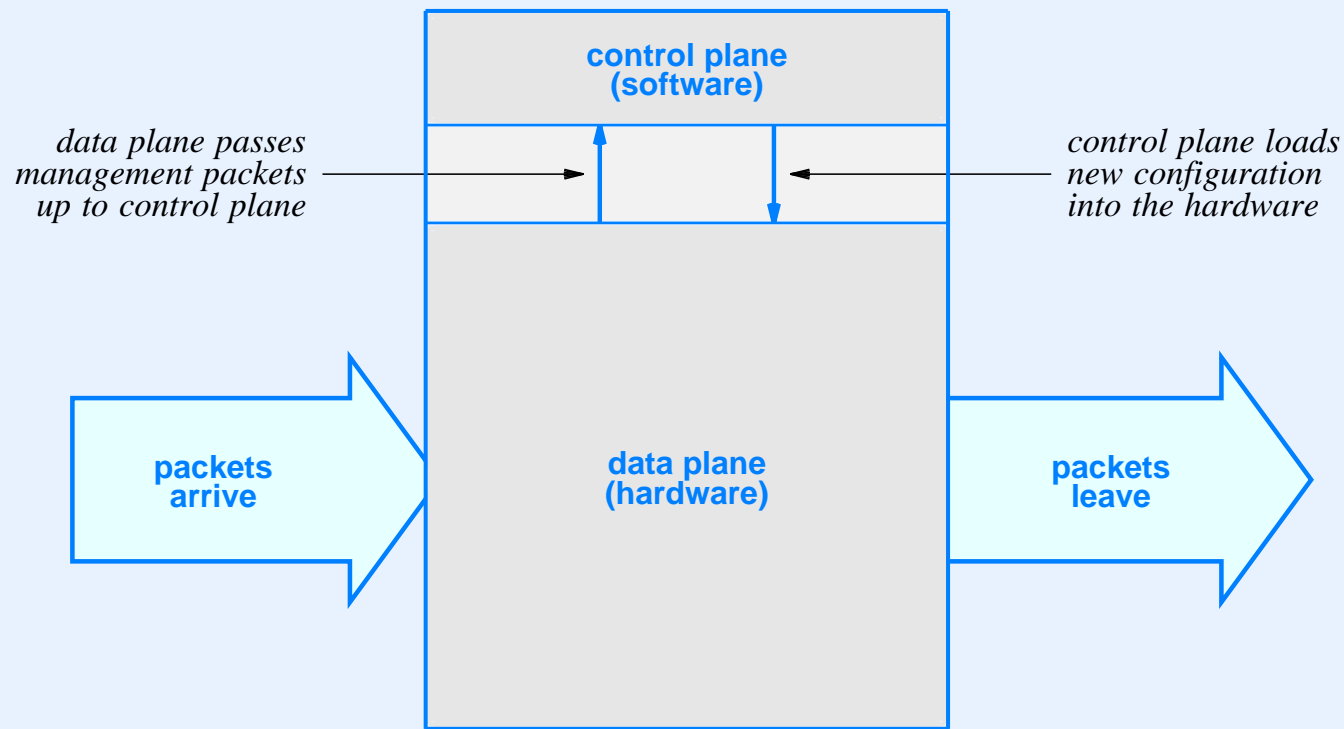 control plane
(software)
data plane passes
management packets
up to control plane
control plane loads
new configuration
into the hardware
packets
arrive
data plane
(hardware)
packets
leave